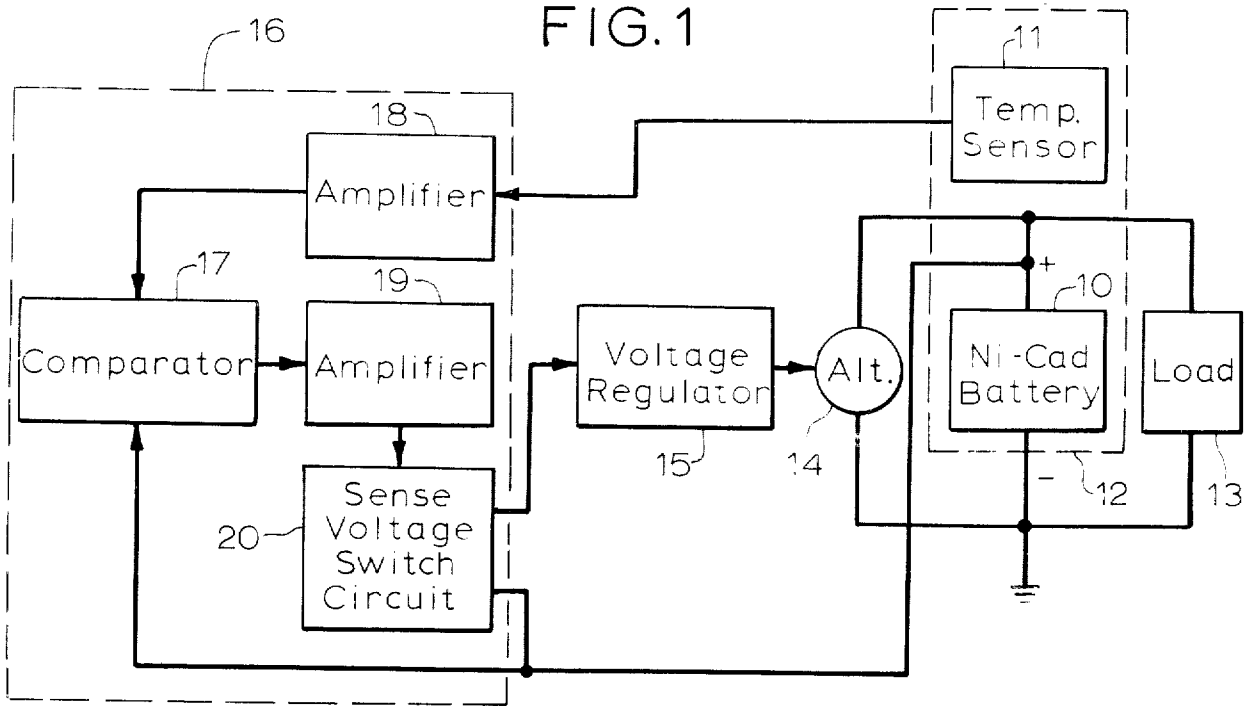 FIG.1
16
11
Temp.
Sensor
18
Amplifier
17
Comparator
19
Amplifier
Voltage
Regulator
15
Alt.
14
+
10
Ni-Cad
Battery
-
12
Load
13
20
Sense
Voltage
Switch
Circuit